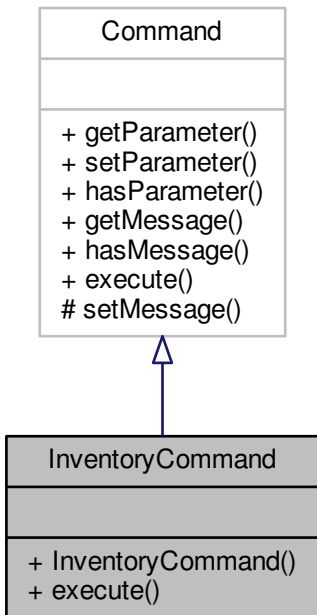 Command
+ getParameter()
+ setParameter()
+ hasParameter()
+ getMessage()
+ hasMessage()
+ execute()
# setMessage()
InventoryCommand
+ InventoryCommand()
+ execute()